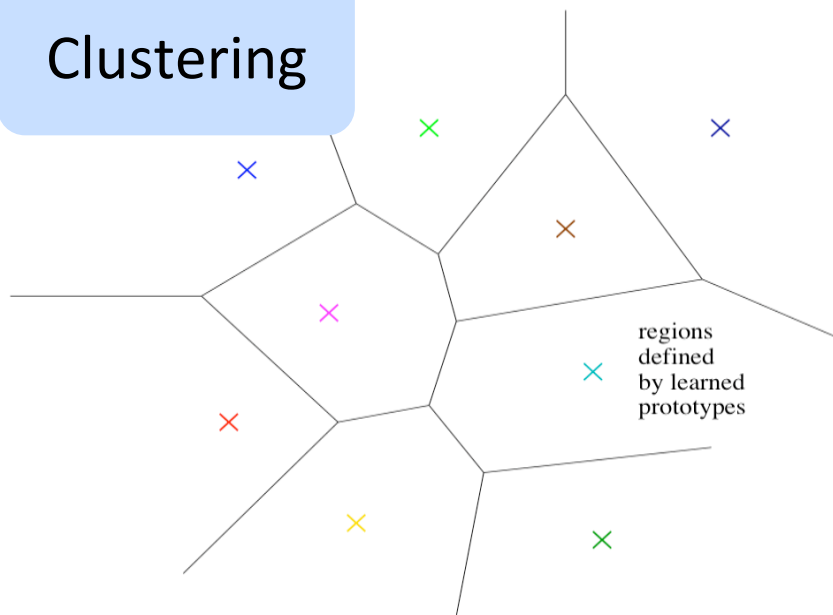 Clustering
regions
defined
by learned
prototypes